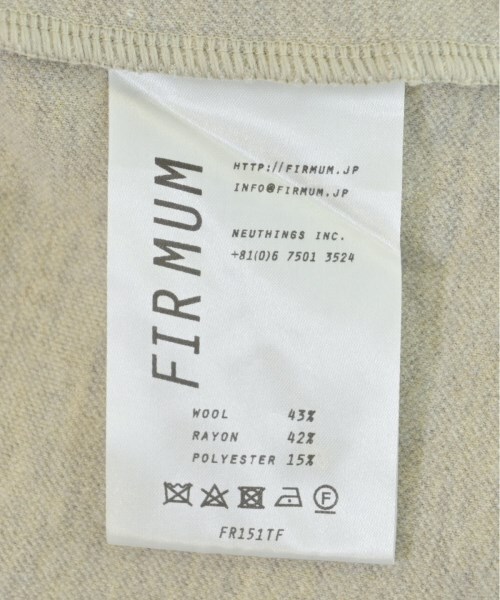 FIRMUM
HTTP://FIRMUM.JP
INFO@FIRMUM.JP
NEUTHINGS INC.
+81(0)6 7501 3524
WOOL 43%
RAYON 42%
POLYESTER 15%
F
FR151TF